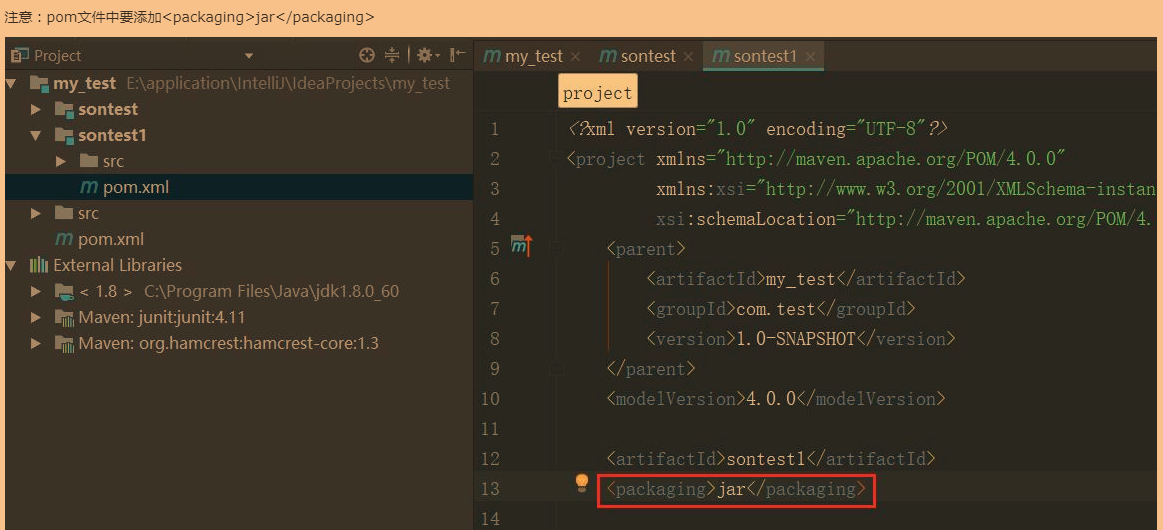 注意：pom文件中要添加<packaging>jar</packaging>
Project
my_test E:\application\IntelliJ\IdeaProjects\my_test
sontest
sontest1
src
pom.xml
src
pom.xml
External Libraries
< 1.8 > C:\Program Files\Java\jdk1.8.0_60
Maven: junit:junit:4.11
Maven: org.hamcrest:hamcrest-core:1.3
my_test sontest sontest1
project
1 <?xml version="1.0" encoding="UTF-8"?>
2 <project xmlns="http://maven.apache.org/POM/4.0.0"
3 xmlns:xsi="http://www.w3.org/2001/XMLSchema-instan
4 xsi:schemaLocation="http://maven.apache.org/POM/4.
5 <parent>
6 <artifactId>my_test</artifactId>
7 <groupId>com.test</groupId>
8 <version>1.0-SNAPSHOT</version>
9 </parent>
10 <modelVersion>4.0.0</modelVersion>
11
12 <artifactId>sontest1</artifactId>
13 <packaging>jar</packaging>
14